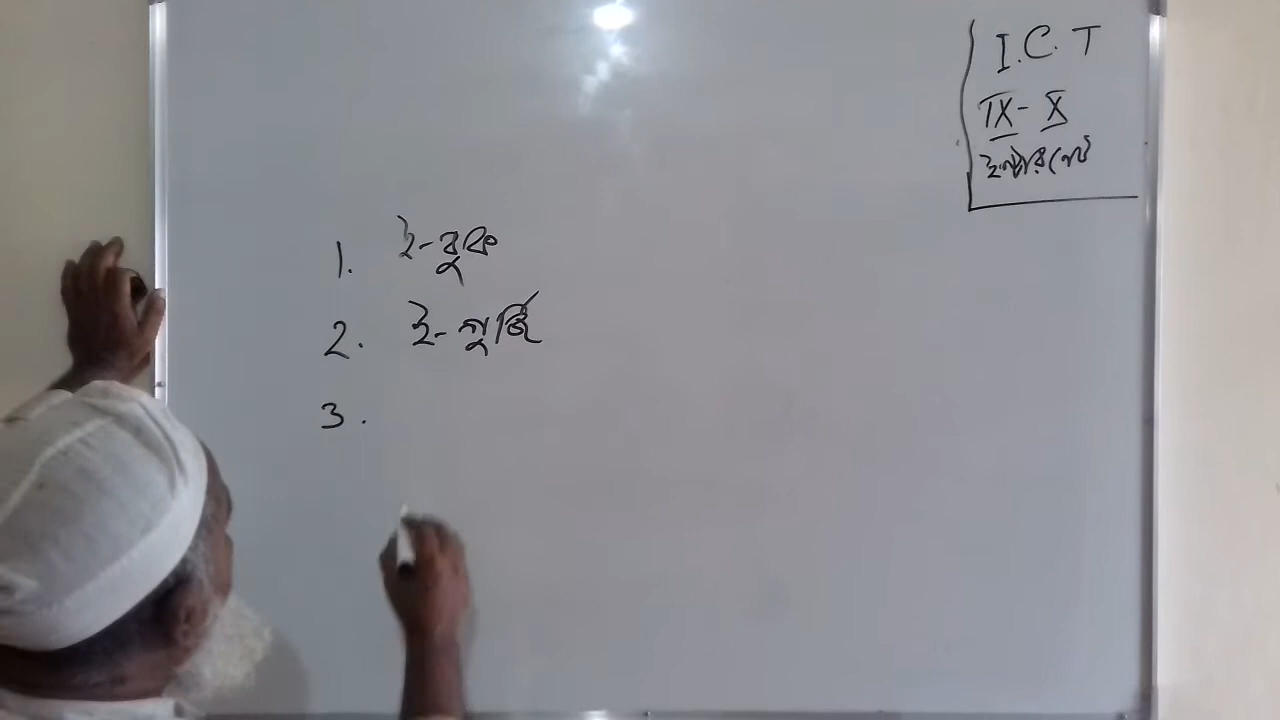 I.C.T
IX - X
ইন্টারনেট
1. ই-বুক
2. ই-পুর্জি
3.